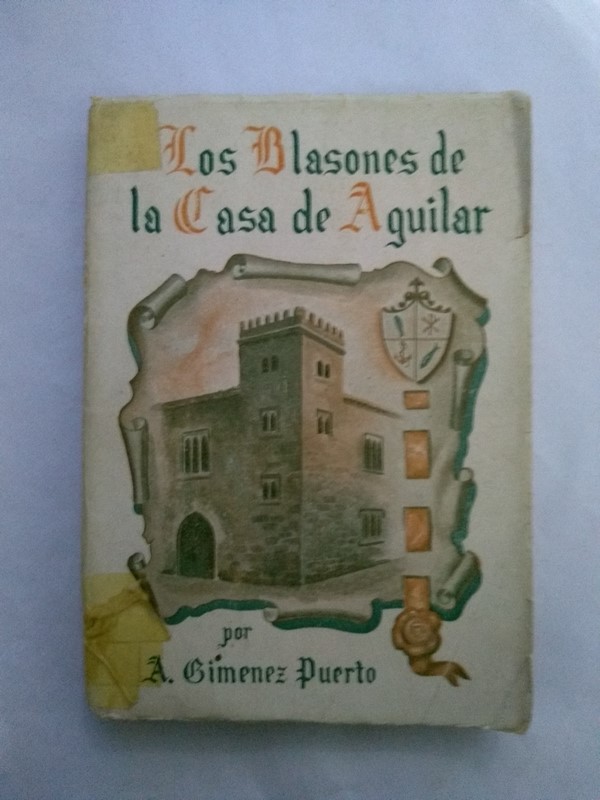 Los Blasones de
la Casa de Aguilar
por
A. Gimenez Puerto